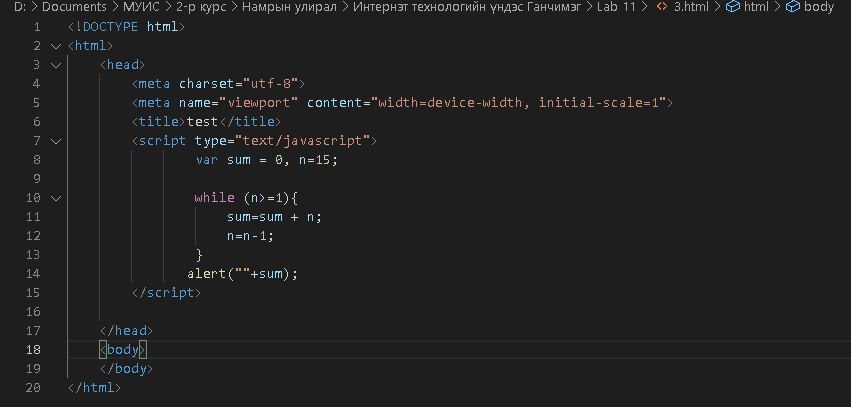 D: > Documents > МУИС > 2-р курс > Намрын улирал > Интернэт технологийн үндэс Ганчимэг > Lab 11 > <> 3.html > html > body
1 <!DOCTYPE html>
2 <html>
3 <head>
4 <meta charset="utf-8">
5 <meta name="viewport" content="width=device-width, initial-scale=1">
6 <title>test</title>
7 <script type="text/javascript">
8 var sum = 0, n=15;
9
10 while (n>=1){
11 sum=sum + n;
12 n=n-1;
13 }
14 alert(""+sum);
15 </script>
16
17 </head>
18 <body>
19 </body>
20 </html>